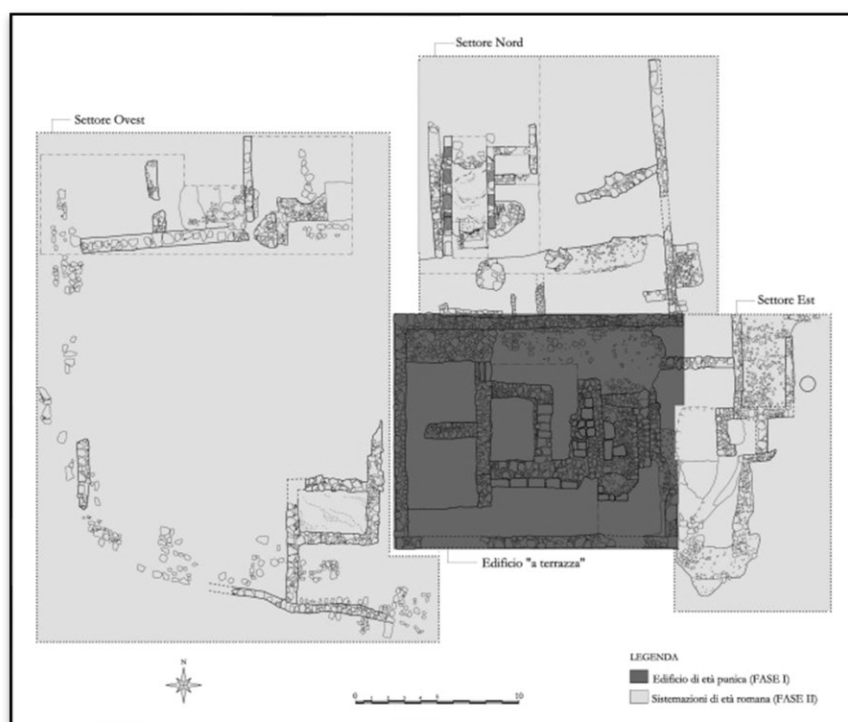 Settore Nord
Settore Ovest
Settore Est
Edificio "a terrazza"
N
0
10
LEGENDA
Edificio di età punica (FASE I)
Sistemazioni di età romana (FASE II)